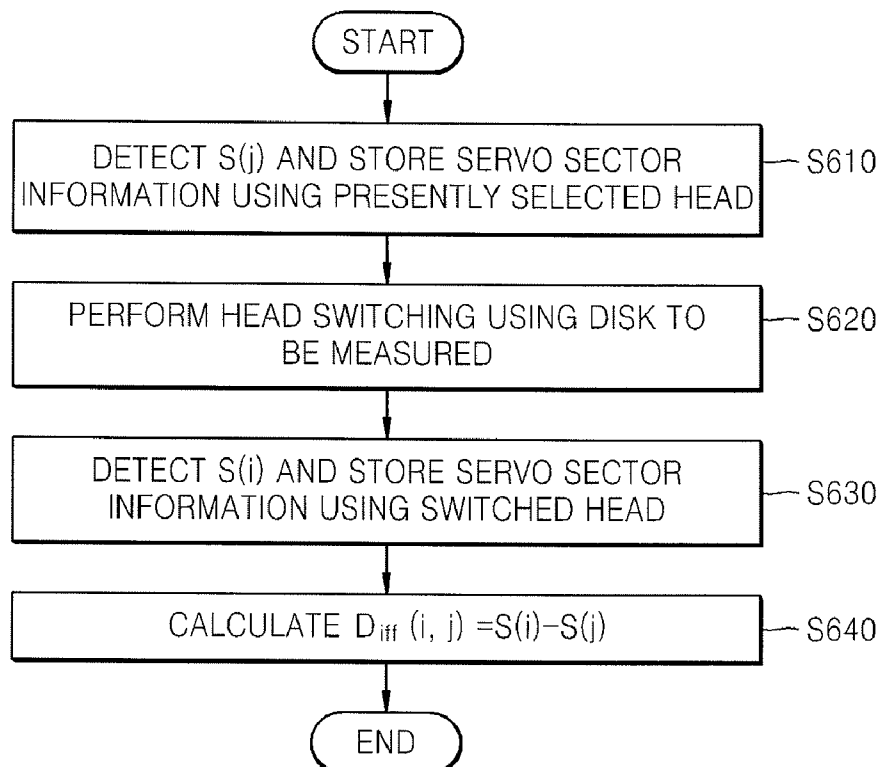 START
DETECT S(j) AND STORE SERVO SECTOR
INFORMATION USING PRESENTLY SELECTED HEAD
S610
PERFORM HEAD SWITCHING USING DISK TO
BE MEASURED
S620
DETECT S(i) AND STORE SERVO SECTOR
INFORMATION USING SWITCHED HEAD
S630
CALCULATE Diff (i, j) =S(i)-S(j)
S640
END